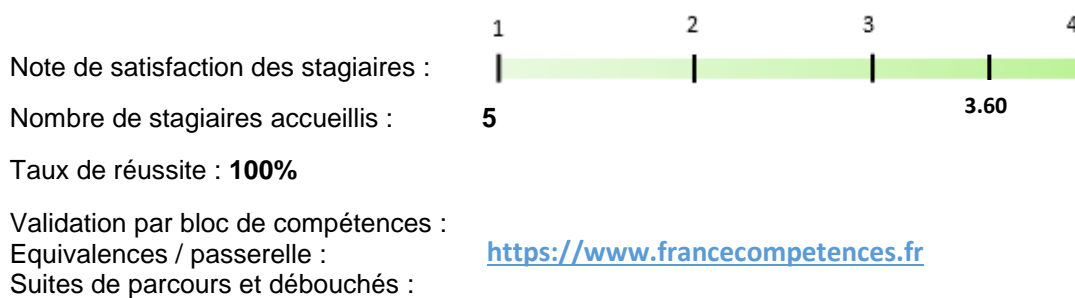 1 2 3 4
Note de satisfaction des stagiaires :
3.60
Nombre de stagiaires accueillis : 5
Taux de réussite : 100%
Validation par bloc de compétences :
Equivalences / passerelle : https://www.francecompetences.fr
Suites de parcours et débouchés :